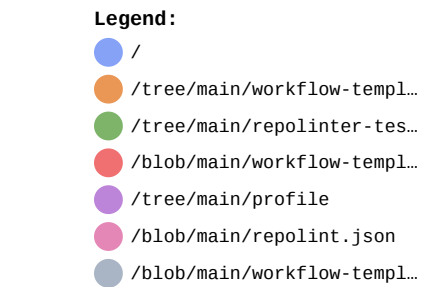 Legend:
/
/tree/main/workflow-templ…
/tree/main/repolinter-tes…
/blob/main/workflow-templ…
/tree/main/profile
/blob/main/repolint.json
/blob/main/workflow-templ…